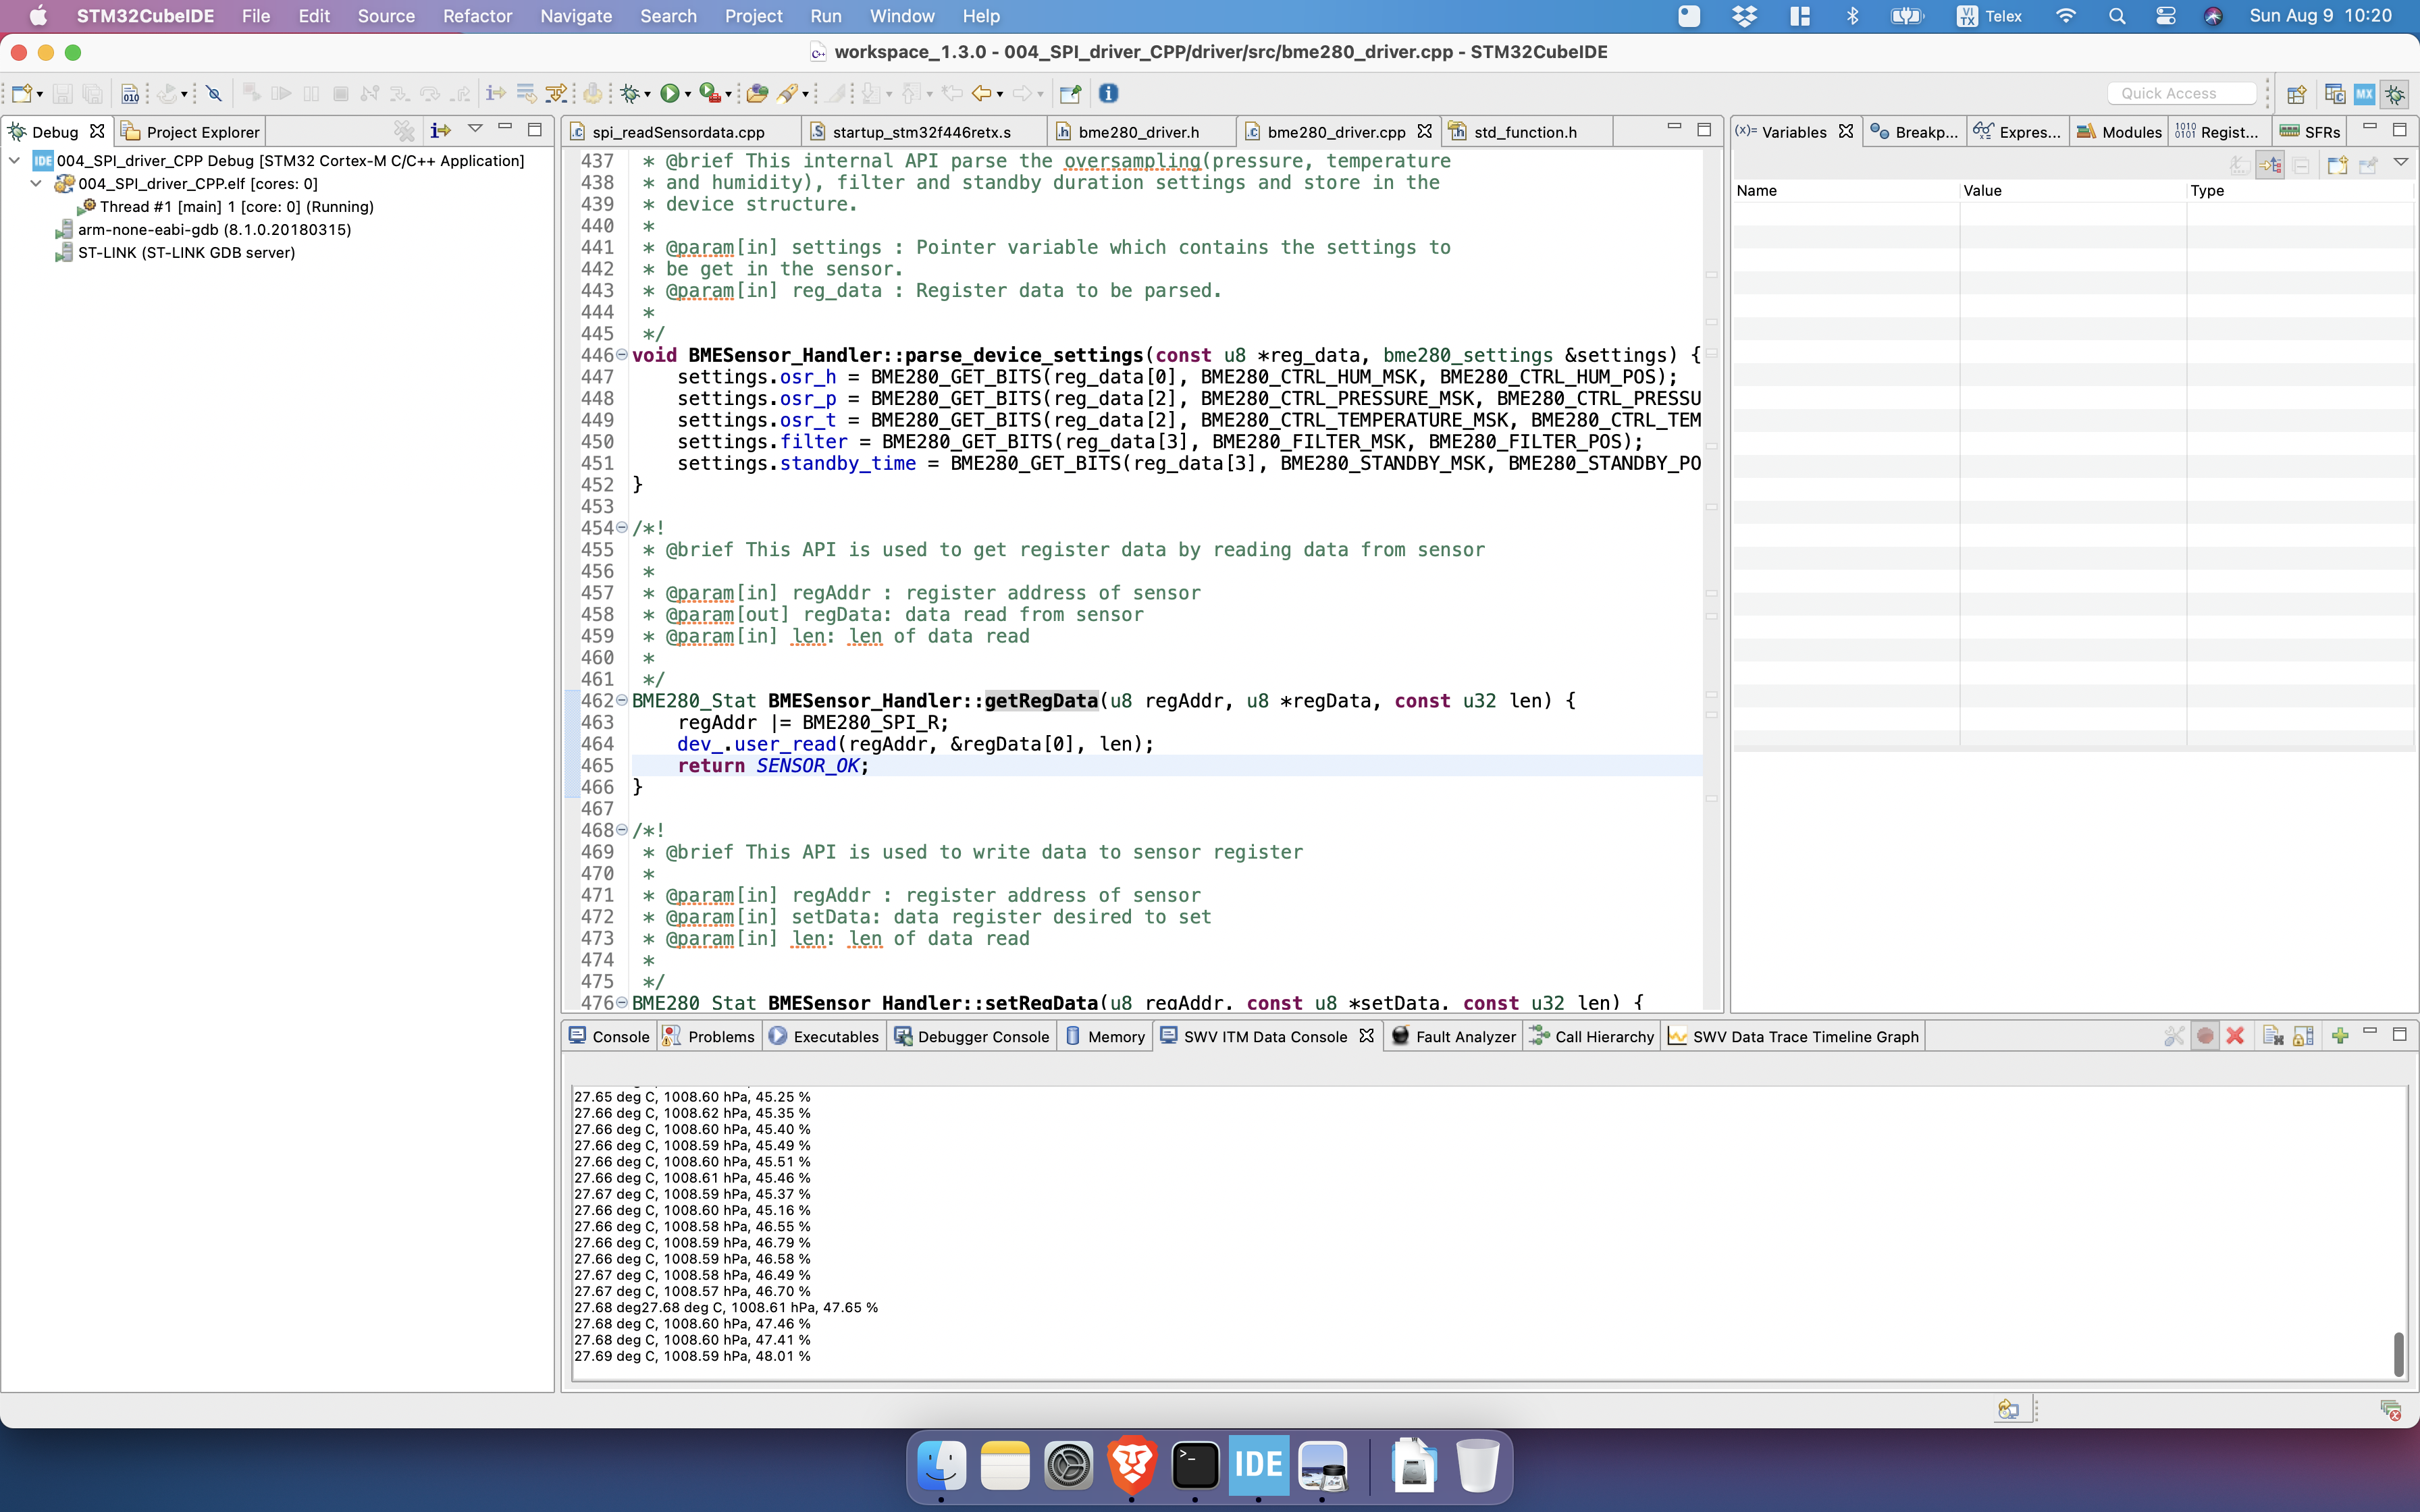 STM32CubeIDE File Edit Source Refactor Navigate Search Project Run Window Help VI TX Telex Sun Aug 9 10:20
workspace_1.3.0 - 004_SPI_driver_CPP/driver/src/bme280_driver.cpp - STM32CubeIDE
Quick Access
MX
Debug Project Explorer
IDE 004_SPI_driver_CPP Debug [STM32 Cortex-M C/C++ Application]
004_SPI_driver_CPP.elf [cores: 0]
Thread #1 [main] 1 [core: 0] (Running)
arm-none-eabi-gdb (8.1.0.20180315)
ST-LINK (ST-LINK GDB server)
spi_readSensordata.cpp startup_stm32f446retx.s bme280_driver.h bme280_driver.cpp std_function.h
437 * @brief This internal API parse the oversampling(pressure, temperature
438 * and humidity), filter and standby duration settings and store in the
439 * device structure.
440 *
441 * @param[in] settings : Pointer variable which contains the settings to
442 * be get in the sensor.
443 * @param[in] reg_data : Register data to be parsed.
444 *
445 */
446 void BMESensor_Handler::parse_device_settings(const u8 *reg_data, bme280_settings &settings) {
447 settings.osr_h = BME280_GET_BITS(reg_data[0], BME280_CTRL_HUM_MSK, BME280_CTRL_HUM_POS);
448 settings.osr_p = BME280_GET_BITS(reg_data[2], BME280_CTRL_PRESSURE_MSK, BME280_CTRL_PRESSU
449 settings.osr_t = BME280_GET_BITS(reg_data[2], BME280_CTRL_TEMPERATURE_MSK, BME280_CTRL_TEM
450 settings.filter = BME280_GET_BITS(reg_data[3], BME280_FILTER_MSK, BME280_FILTER_POS);
451 settings.standby_time = BME280_GET_BITS(reg_data[3], BME280_STANDBY_MSK, BME280_STANDBY_PO
452 }
453
454 /*!
455 * @brief This API is used to get register data by reading data from sensor
456 *
457 * @param[in] regAddr : register address of sensor
458 * @param[out] regData: data read from sensor
459 * @param[in] len: len of data read
460 *
461 */
462 BME280_Stat BMESensor_Handler::getRegData(u8 regAddr, u8 *regData, const u32 len) {
463 regAddr |= BME280_SPI_R;
464 dev_.user_read(regAddr, &regData[0], len);
465 return SENSOR_OK;
466 }
467
468 /*!
469 * @brief This API is used to write data to sensor register
470 *
471 * @param[in] regAddr : register address of sensor
472 * @param[in] setData: data register desired to set
473 * @param[in] len: len of data read
474 *
475 */
476 BME280_Stat BMESensor_Handler::setRegData(u8 regAddr, const u8 *setData, const u32 len) {
(x)= Variables Breakp... Expres... Modules Regist... SFRs
Name Value Type
Console Problems Executables Debugger Console Memory SWV ITM Data Console Fault Analyzer Call Hierarchy SWV Data Trace Timeline Graph
27.65 deg C, 1008.60 hPa, 45.25 %
27.66 deg C, 1008.62 hPa, 45.35 %
27.66 deg C, 1008.60 hPa, 45.40 %
27.66 deg C, 1008.59 hPa, 45.49 %
27.66 deg C, 1008.60 hPa, 45.51 %
27.66 deg C, 1008.61 hPa, 45.46 %
27.67 deg C, 1008.59 hPa, 45.37 %
27.66 deg C, 1008.60 hPa, 45.16 %
27.66 deg C, 1008.58 hPa, 46.55 %
27.66 deg C, 1008.59 hPa, 46.79 %
27.66 deg C, 1008.59 hPa, 46.58 %
27.67 deg C, 1008.58 hPa, 46.49 %
27.67 deg C, 1008.57 hPa, 46.70 %
27.68 deg27.68 deg C, 1008.61 hPa, 47.65 %
27.68 deg C, 1008.60 hPa, 47.46 %
27.68 deg C, 1008.60 hPa, 47.41 %
27.69 deg C, 1008.59 hPa, 48.01 %
IDE